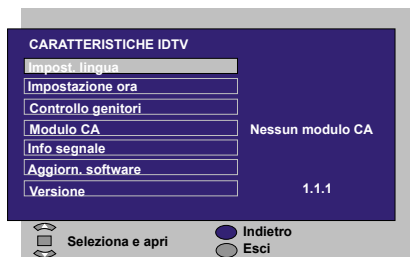 CARATTERISTICHE IDTV
Impost. lingua
Impostazione ora
Controllo genitori
Modulo CA Nessun modulo CA
Info segnale
Aggiorn. software
Versione 1.1.1
Seleziona e apri
Indietro
Esci